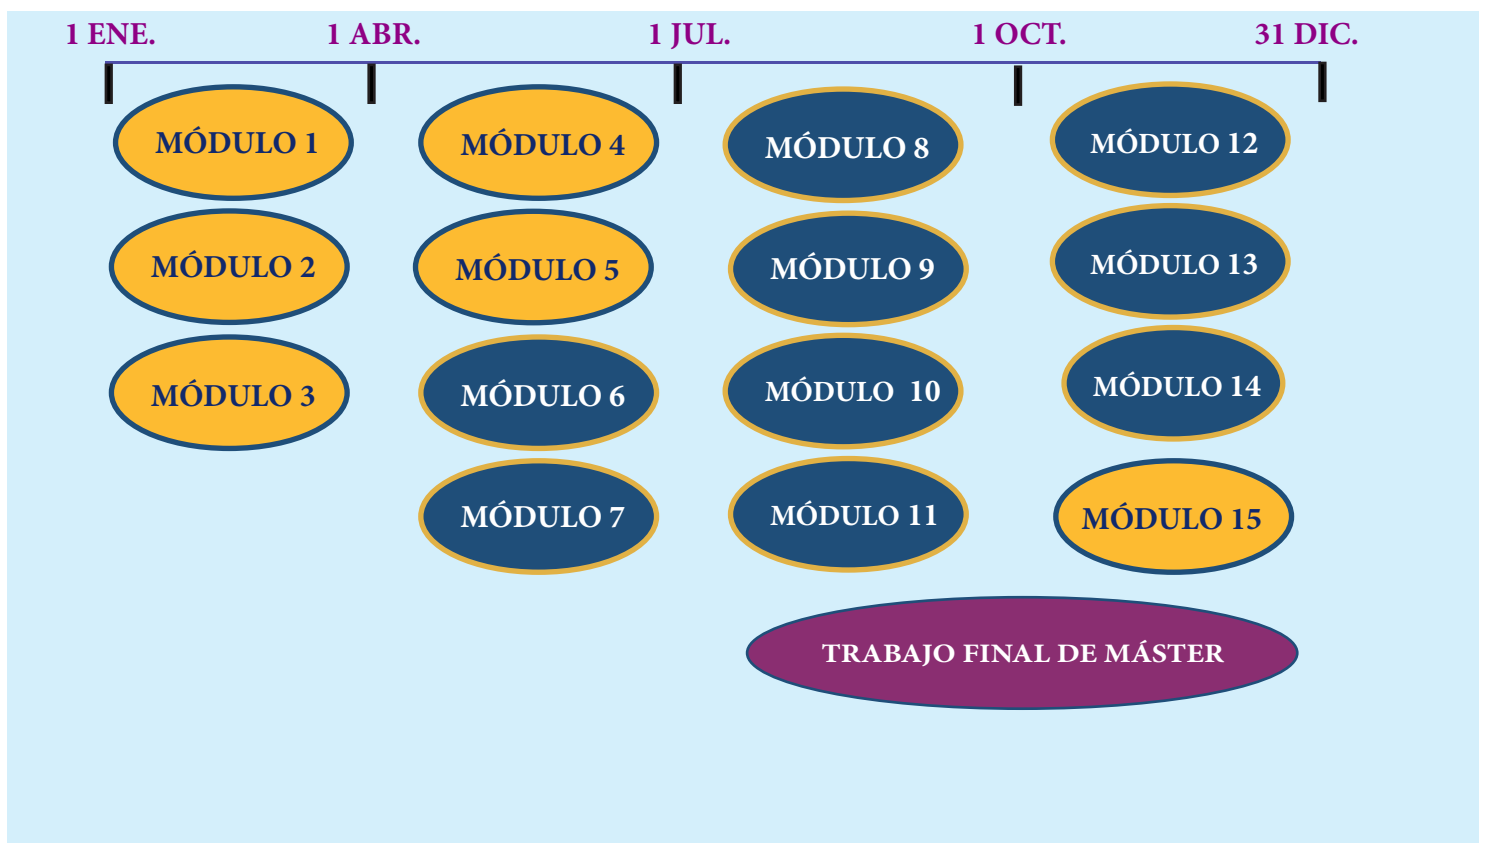 1 ENE.
1 ABR.
1 JUL.
1 OCT.
31 DIC.
MÓDULO 1
MÓDULO 4
MÓDULO 8
MÓDULO 12
MÓDULO 2
MÓDULO 5
MÓDULO 9
MÓDULO 13
MÓDULO 3
MÓDULO 6
MÓDULO 10
MÓDULO 14
MÓDULO 7
MÓDULO 11
MÓDULO 15
TRABAJO FINAL DE MÁSTER